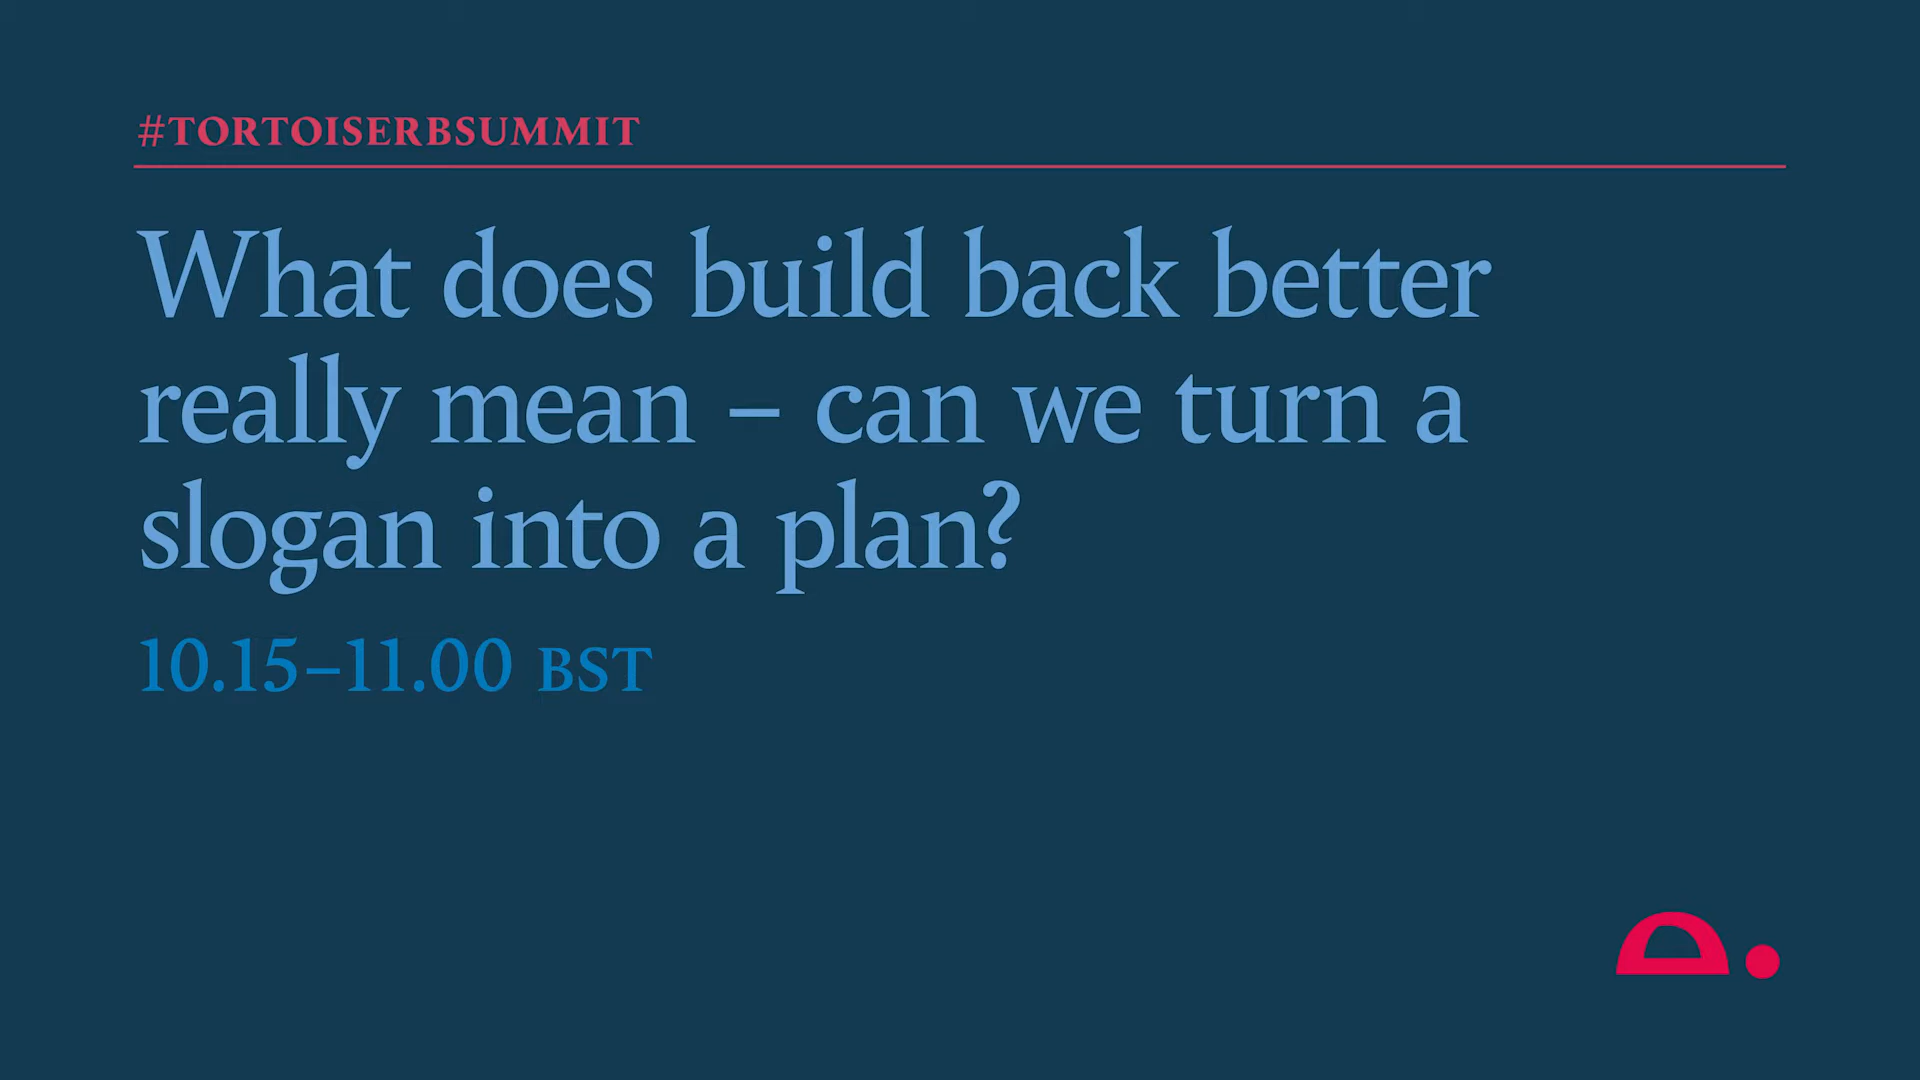 #TORTOISERBSUMMIT
What does build back better
really mean – can we turn a
slogan into a plan?
10.15–11.00 BST